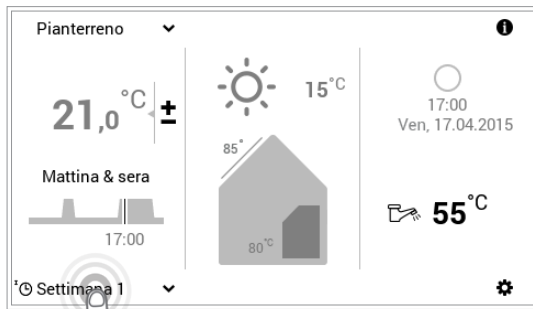 Pianterreno
21,0 °C ±
Mattina & sera
17:00
Settimana 1
15°C
85°
80°C
17:00
Ven, 17.04.2015
55°C